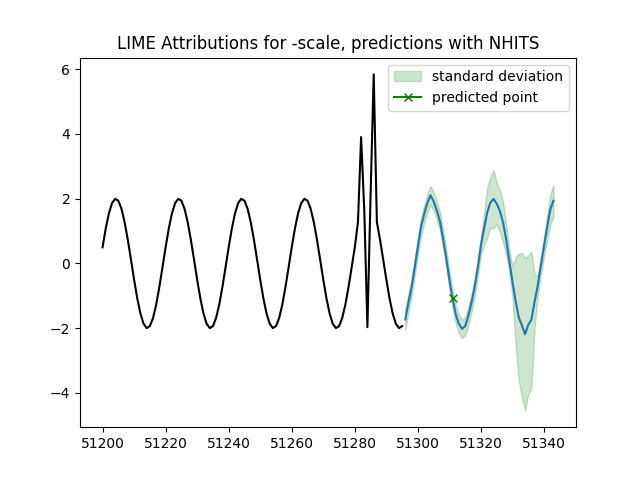 LIME Attributions for -scale, predictions with NHITS
standard deviation
predicted point
6
4
2
0
−2
−4
51200 51220 51240 51260 51280 51300 51320 51340